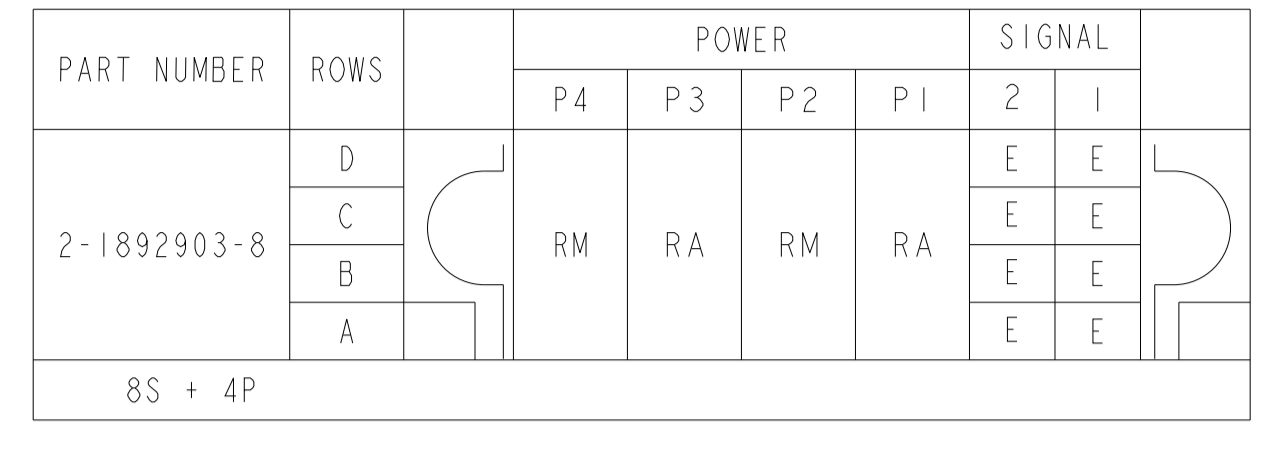 PART NUMBER ROWS POWER SIGNAL
P4 P3 P2 P1 2 1
D E E
C E E
2-1892903-8 RM RA RM RA
B E E
A E E
8S + 4P